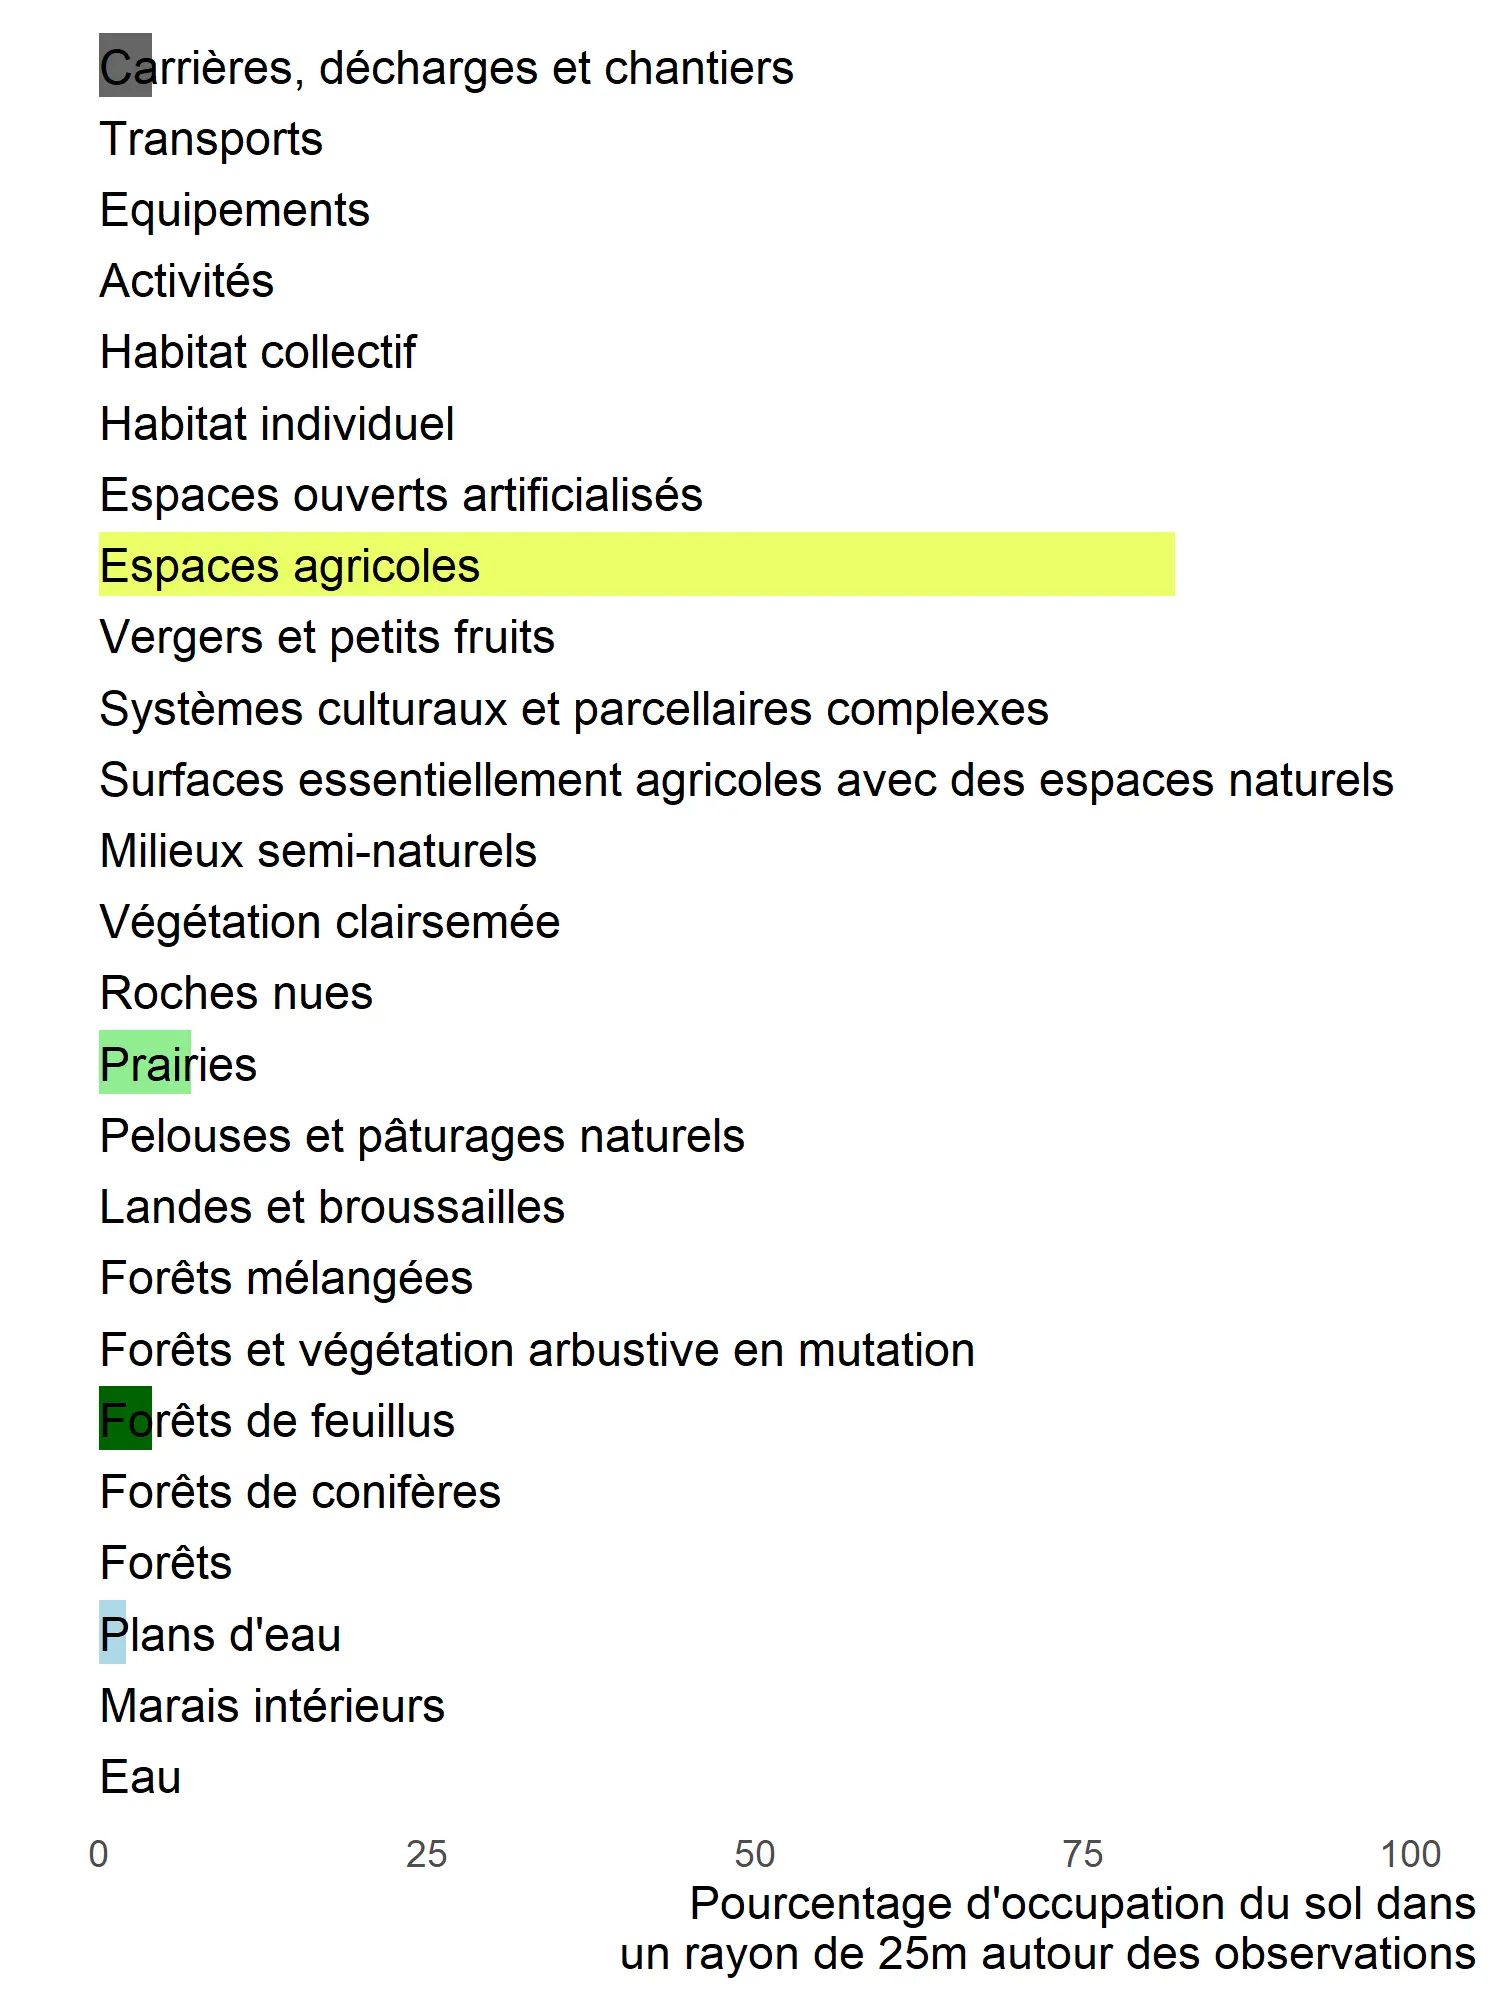 Carrières, décharges et chantiers
Transports
Equipements
Activités
Habitat collectif
Habitat individuel
Espaces ouverts artificialisés
Espaces agricoles
Vergers et petits fruits
Systèmes culturaux et parcellaires complexes
Surfaces essentiellement agricoles avec des espaces naturels
Milieux semi-naturels
Végétation clairsemée
Roches nues
Prairies
Pelouses et pâturages naturels
Landes et broussailles
Forêts mélangées
Forêts et végétation arbustive en mutation
Forêts de feuillus
Forêts de conifères
Forêts
Plans d'eau
Marais intérieurs
Eau
0 25 50 75 100
Pourcentage d'occupation du sol dans
un rayon de 25m autour des observations